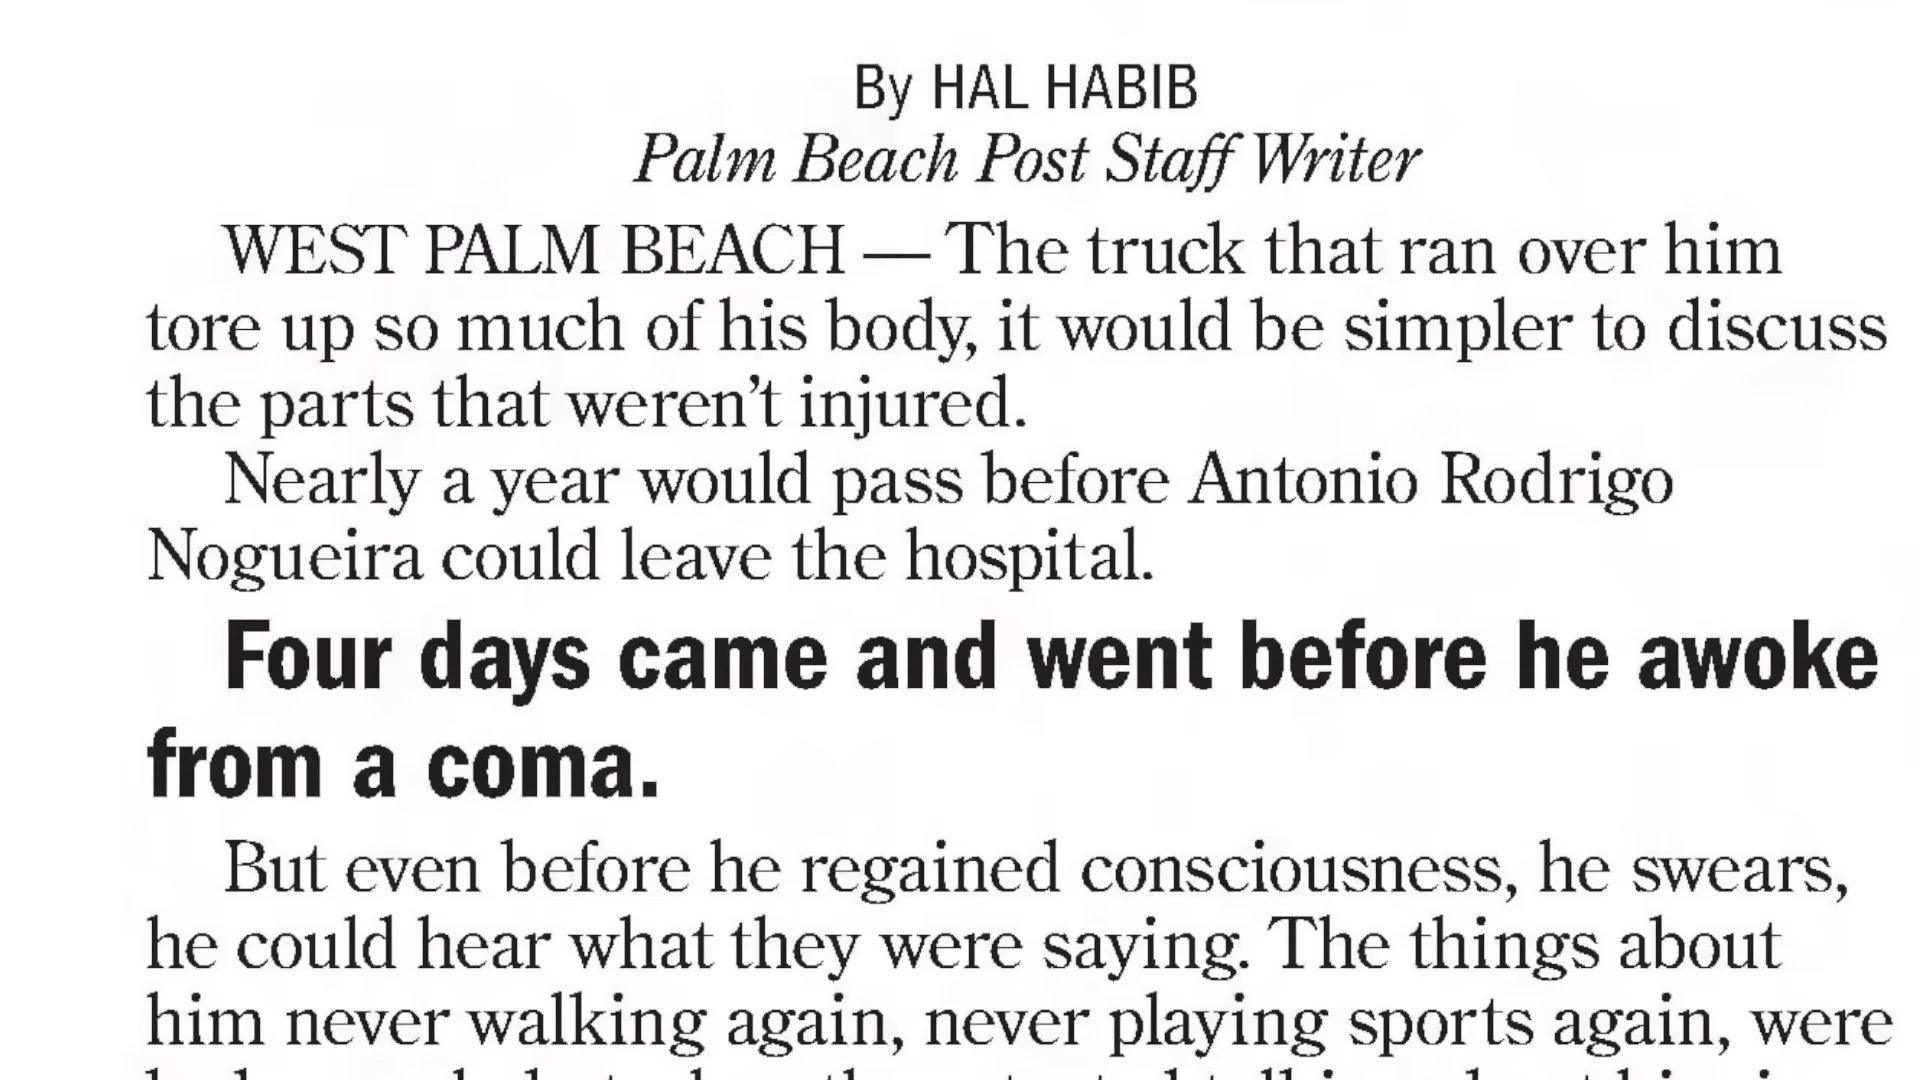 By HAL HABIB
Palm Beach Post Staff Writer
WEST PALM BEACH — The truck that ran over him
tore up so much of his body, it would be simpler to discuss
the parts that weren’t injured.
Nearly a year would pass before Antonio Rodrigo
Nogueira could leave the hospital.
Four days came and went before he awoke
from a coma.
But even before he regained consciousness, he swears,
he could hear what they were saying. The things about
him never walking again, never playing sports again, were